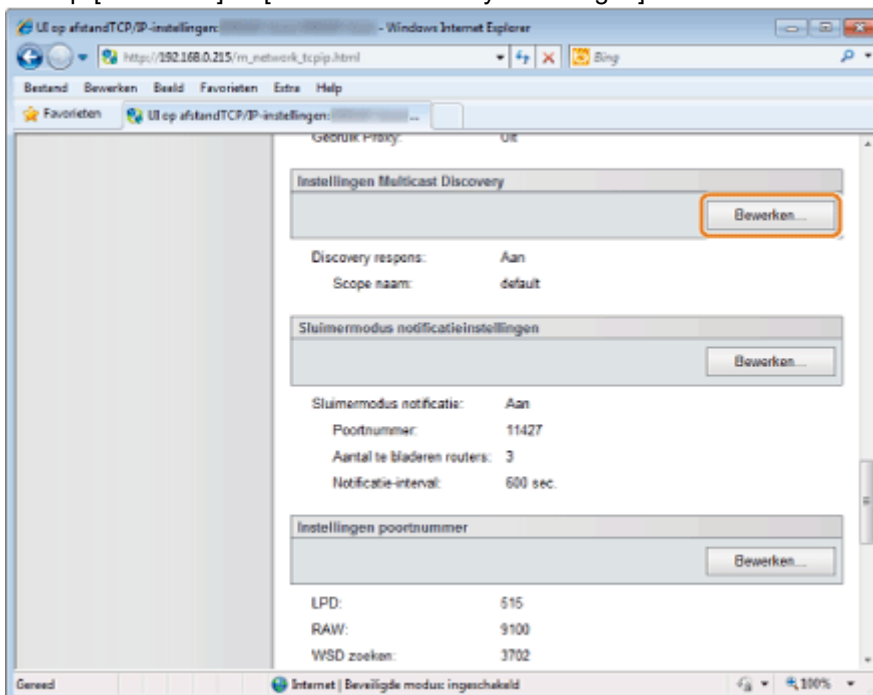 UI op afstandTCP/IP-instellingen: - Windows Internet Explorer
http://192.168.0.215/m_network_tcpip.html
Bing
Bestand Bewerken Beeld Favorieten Extra Help
Favorieten UI op afstandTCP/IP-instellingen: ...
Gebruik Proxy: Uit
Instellingen Multicast Discovery
Bewerken...
Discovery respons: Aan
Scope naam: default
Sluimermodus notificatieinstellingen
Bewerken...
Sluimermodus notificatie: Aan
Poortnummer: 11427
Aantal te bladeren routers: 3
Notificatie-interval: 600 sec.
Instellingen poortnummer
Bewerken...
LPD: 515
RAW: 9100
WSD zoeken: 3702
Gereed Internet | Beveiligde modus: ingeschakeld 100%